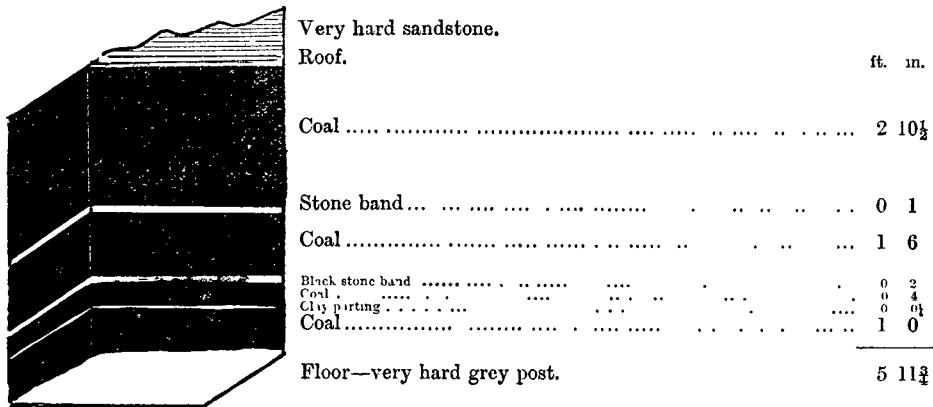 Very hard sandstone.
Roof. ft. in.
Coal ..... ........................................ .... ..... .. .. .. . .. ... 2 10½
Stone band... ... .... .... . .... ........ . .. .. .. . . 0 1
Coal ............................ ...... . .. ..... .. . .. ... 1 6
Black stone band ...... ... . .... .. ..... ... . . . . 0 2
Coal . ..... . .... ... . .. .. . .. 0 4
Clay parting . . . . . ... . . .... 0 0¼
Coal................. ......... .... . ..... .. . . . . ... .. 1 0
Floor—very hard grey post. 5 11¾